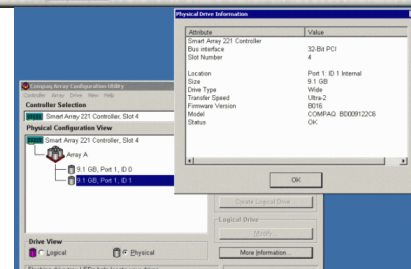 Physical Drive Information
Attribute Value
Smart Array 221 Controller
Bus interface 32-Bit PCI
Slot Number 4
Location Port 1: ID 1 Internal
Size 9.1 GB
Drive Type Wide
Transfer Speed Ultra-2
Firmware Version B016
Model COMPAQ BD009122C6
Status OK
OK
Compaq Array Configuration Utility
Controller Array Drive View Help
Controller Selection
Smart Array 221 Controller, Slot 4
Physical Configuration View
Smart Array 221 Controller, Slot 4
Array A
9.1 GB, Port 1, ID 0
9.1 GB, Port 1, ID 1
Create Logical Drive
Logical Drive
Modify...
Drive View
Logical Physical
More Information...